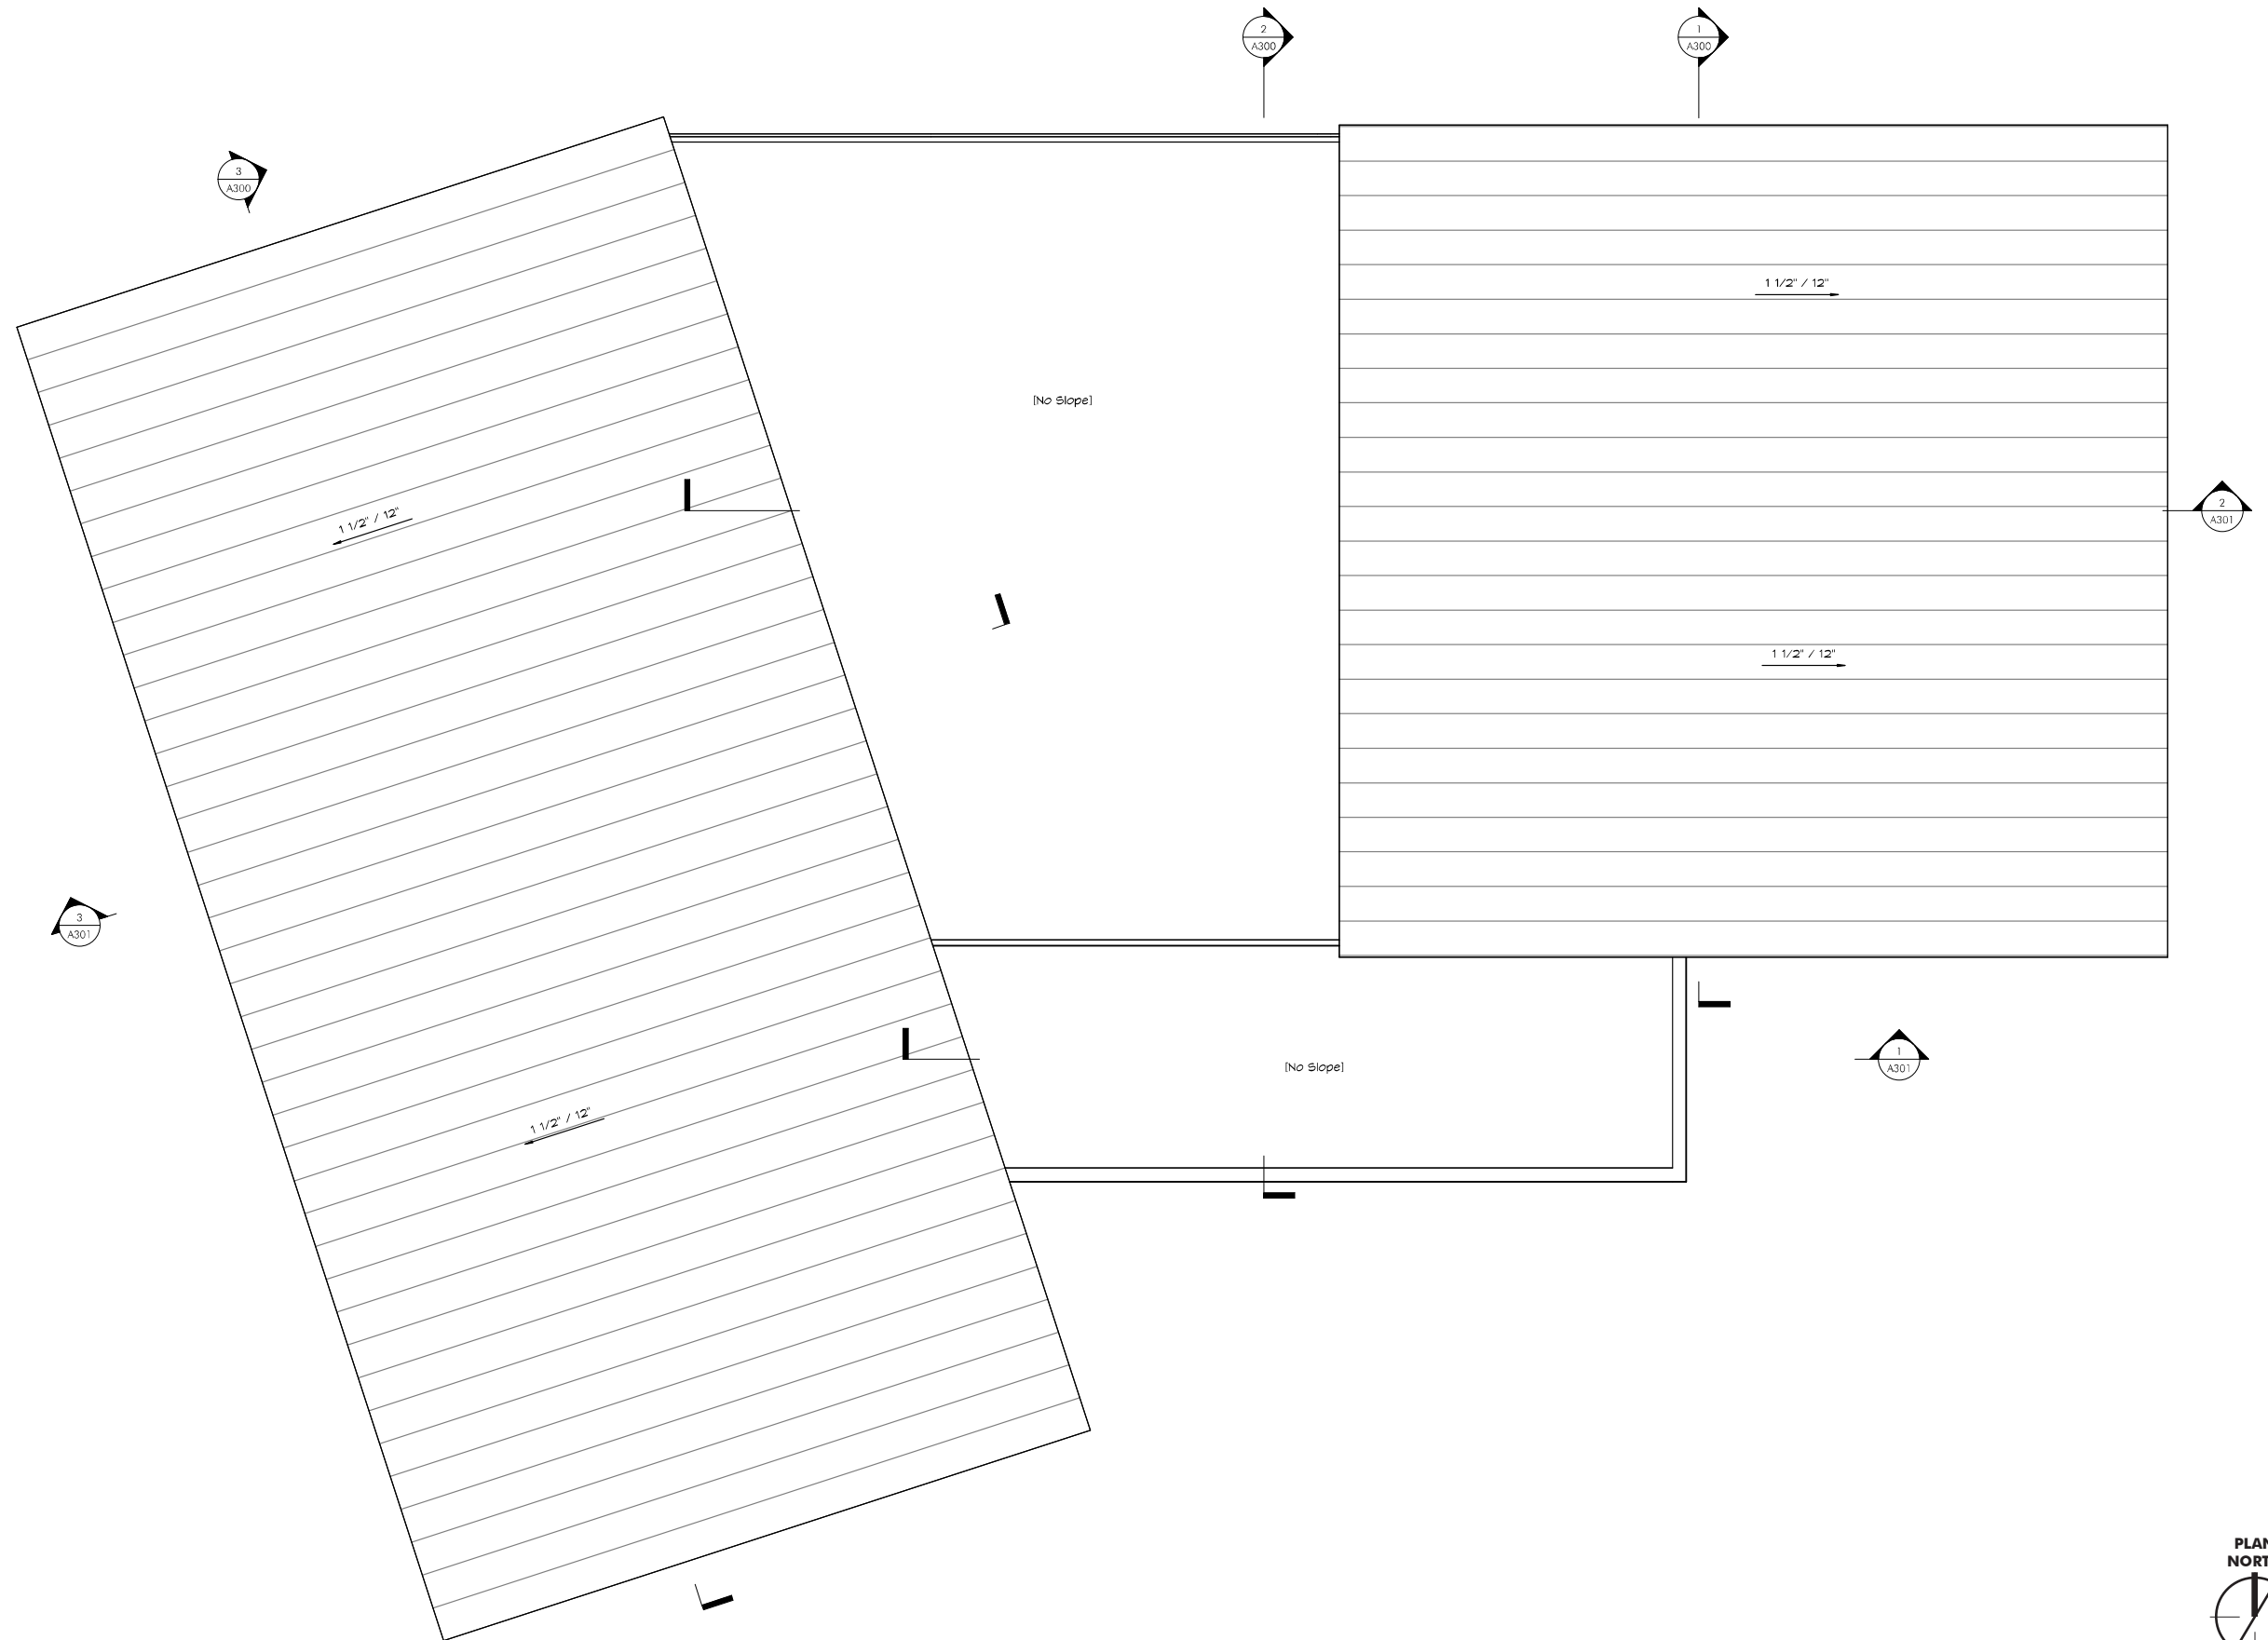 2
A300
1
A300
3
A300
1 1/2" / 12"
[No Slope]
2
A301
1 1/2" / 12"
1 1/2" / 12"
3
A301
1
A301
[No Slope]
1 1/2" / 12"
PLAN
NORT